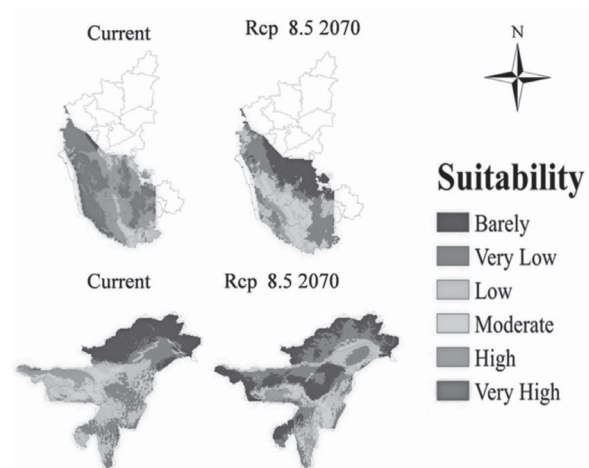 Current
Rcp 8.5 2070
N
Suitability
Barely
Very Low
Low
Moderate
High
Very High
Current
Rcp 8.5 2070